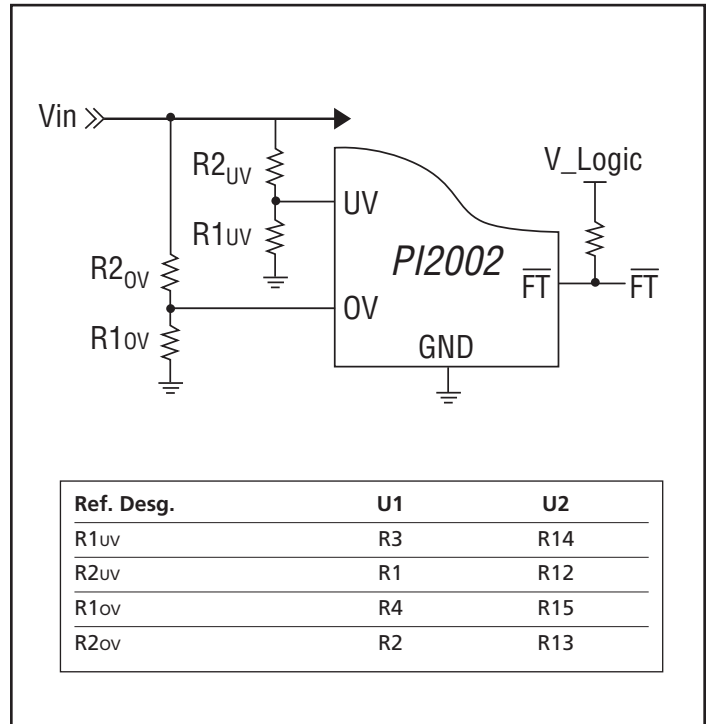 Vin
V_Logic
R2UV
UV
R1UV
PI2002
R2OV
FT
FT
OV
R1OV
GND
Ref. Desg. U1 U2
R1UV R3 R14
R2UV R1 R12
R1OV R4 R15
R2OV R2 R13